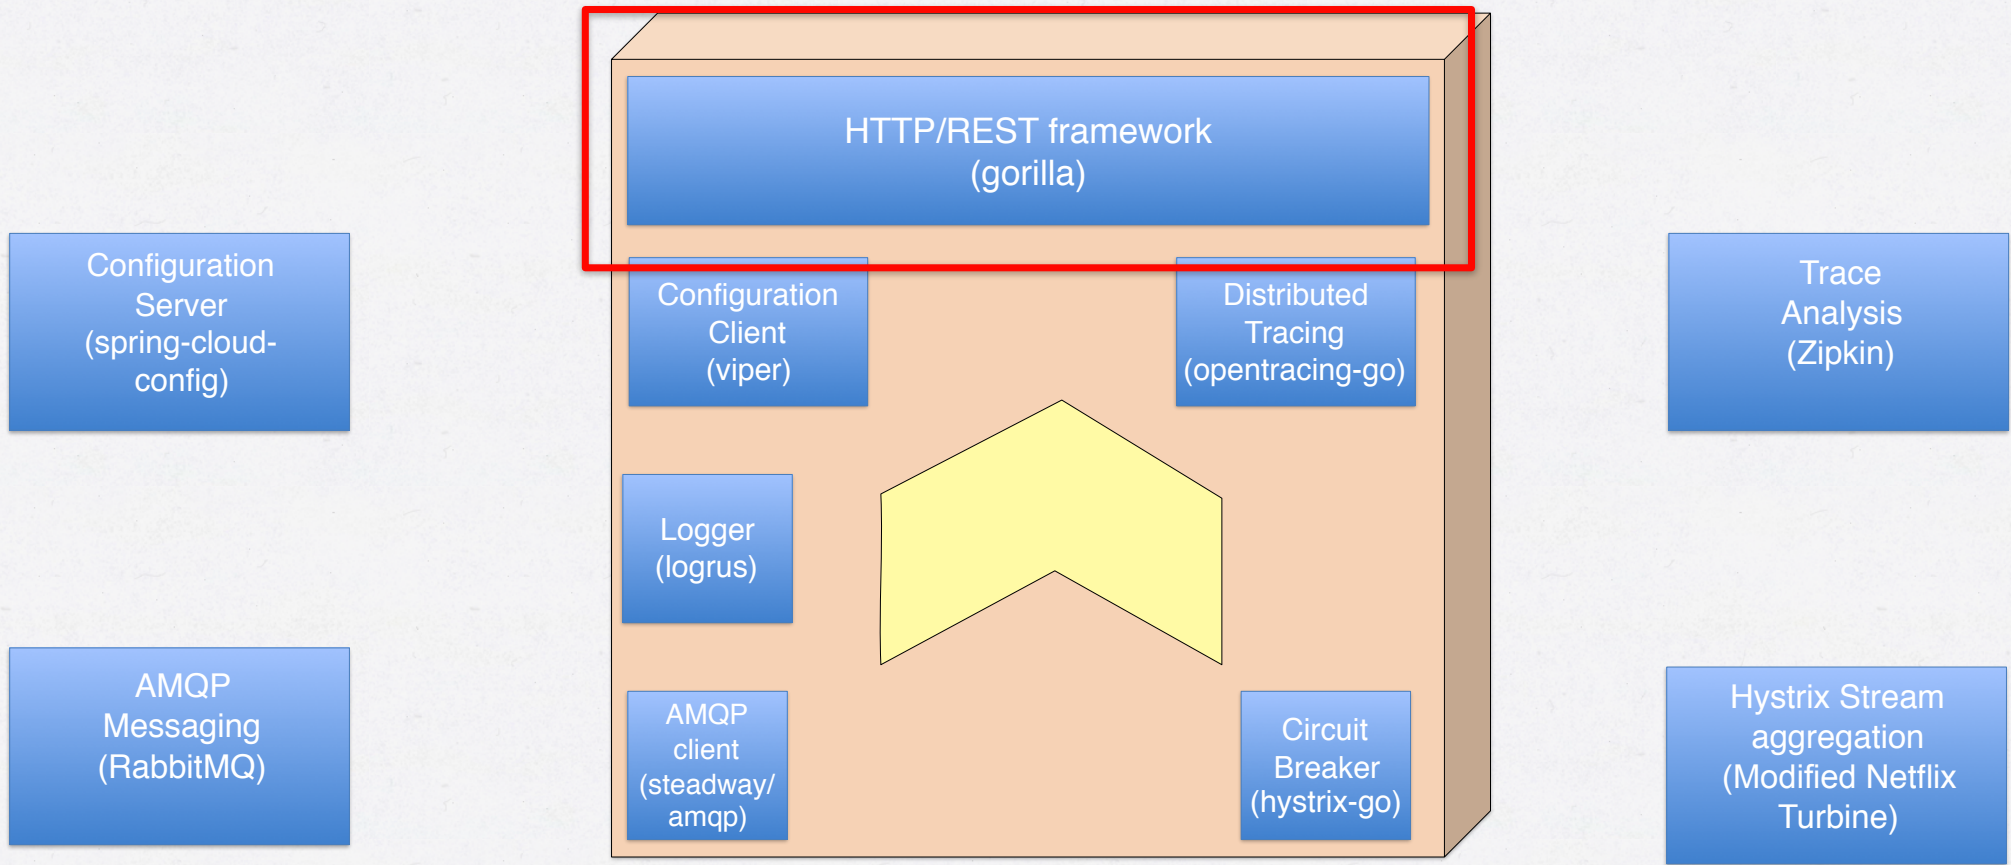 HTTP/REST framework
(gorilla)
Configuration
Server
(spring-cloud-
config)
Configuration
Client
(viper)
Distributed
Tracing
(opentracing-go)
Trace
Analysis
(Zipkin)
Logger
(logrus)
AMQP
Messaging
(RabbitMQ)
AMQP
client
(steadway/
amqp)
Circuit
Breaker
(hystrix-go)
Hystrix Stream
aggregation
(Modified Netflix
Turbine)